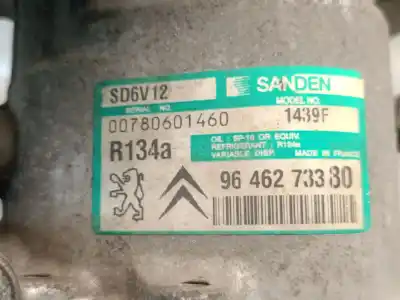 SD6V12
SANDEN
SERIAL NO.
MODEL NO.
00780601460
1439F
R134a
OIL : SP-10 OR EQUIV.
REFRIGERANT : R134a
VARIABLE DISP. MADE IN FRANCE
96 462 733 80